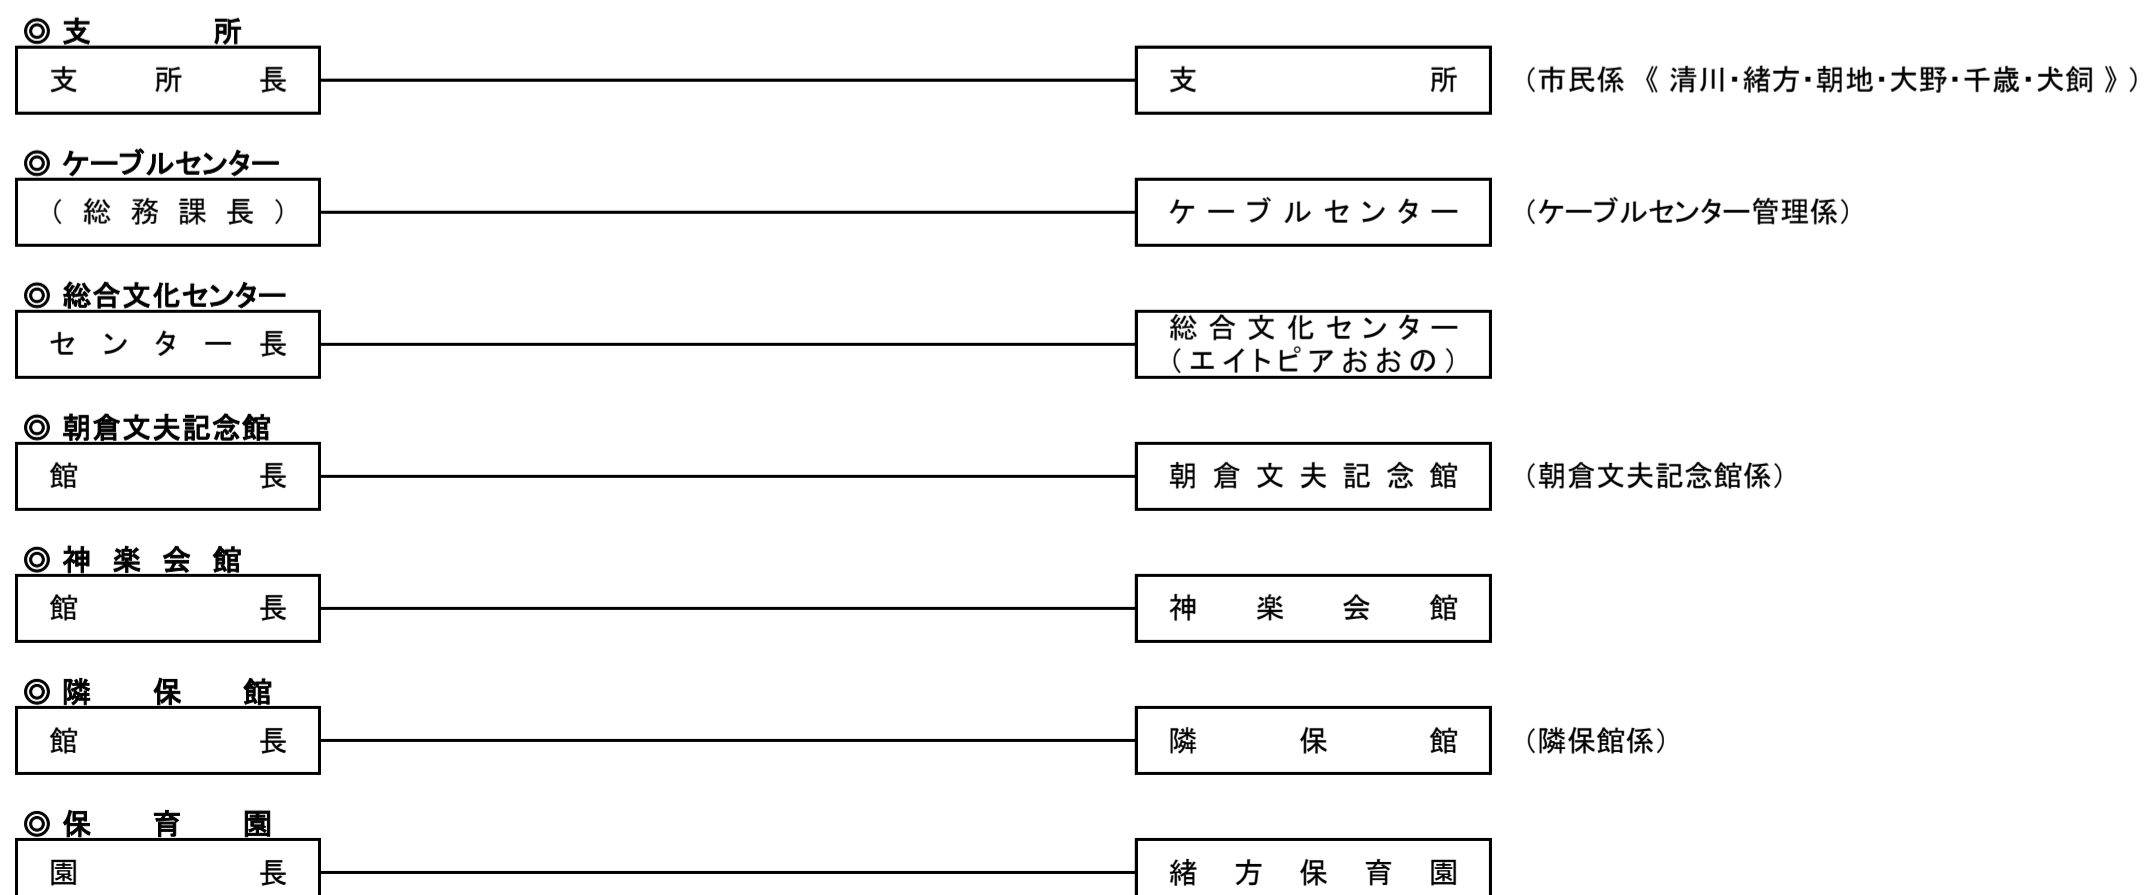 ◎ 支 所
支 所 長 支 所 （市民係 《 清川・緒方・朝地・大野・千歳・犬飼 》）
◎ ケーブルセンター
（ 総 務 課 長 ） ケ ー ブ ル セ ン タ ー （ケーブルセンター管理係）
◎ 総合文化センター
セ ン タ ー 長 総 合 文 化 セ ン タ ー
（エイトピアおおの）
◎ 朝倉文夫記念館
館 長 朝 倉 文 夫 記 念 館 （朝倉文夫記念館係）
◎ 神 楽 会 館
館 長 神 楽 会 館
◎ 隣 保 館
館 長 隣 保 館 （隣保館係）
◎ 保 育 園
園 長 緒 方 保 育 園